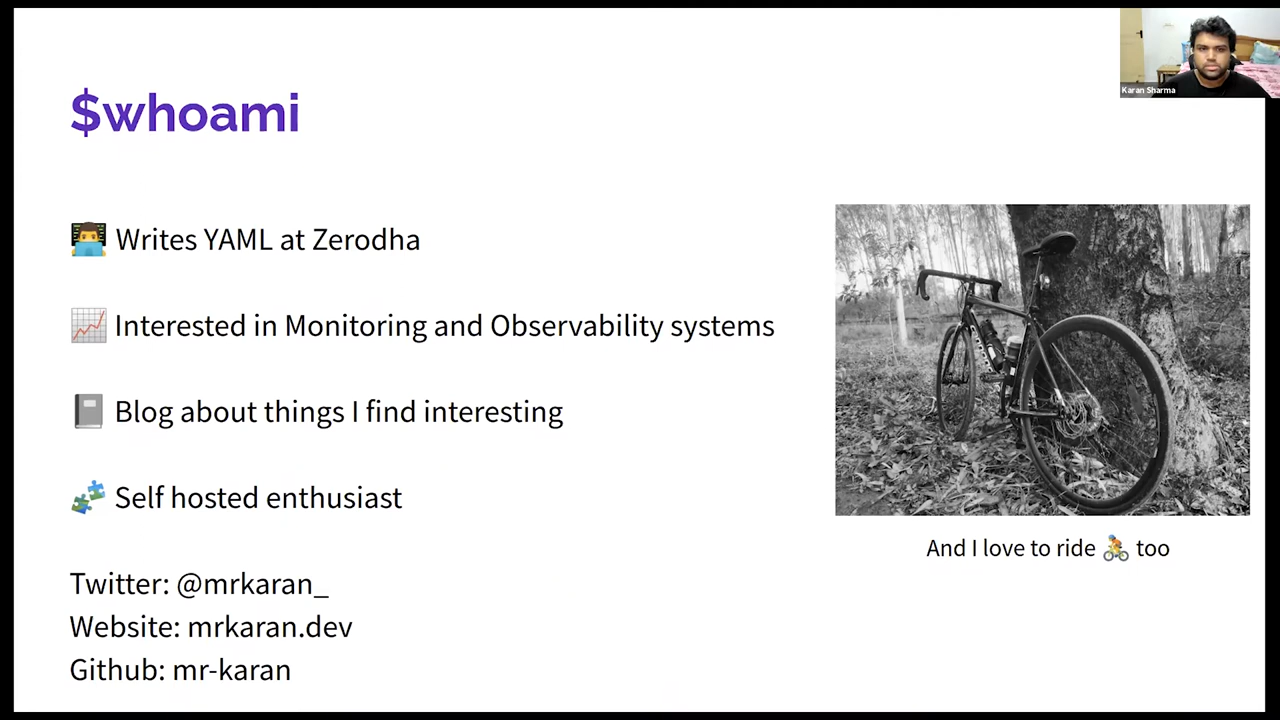 $whoami
Karan Sharma
👨‍💻 Writes YAML at Zerodha
📈 Interested in Monitoring and Observability systems
📓 Blog about things I find interesting
🧩 Self hosted enthusiast
And I love to ride 🚴 too
Twitter: @mrkaran_
Website: mrkaran.dev
Github: mr-karan